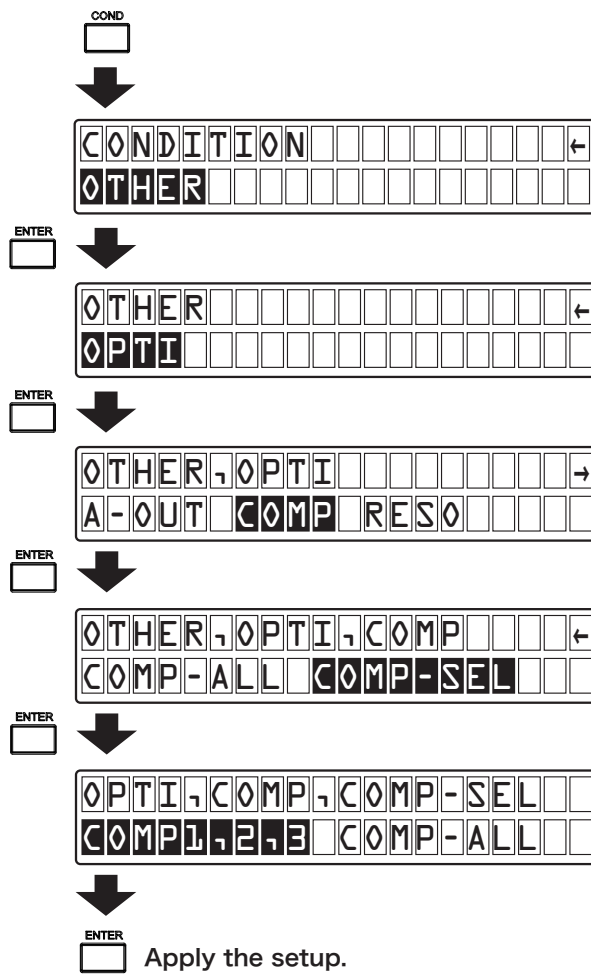 COND
CONDITION ←
OTHER
ENTER
OTHER ←
OPTI
ENTER
OTHER,OPTI →
A-OUT COMP RESO
ENTER
OTHER,OPTI,COMP ←
COMP-ALL COMP-SEL
ENTER
OPTI,COMP,COMP-SEL
COMP1,2,3 COMP-ALL
ENTER
Apply the setup.